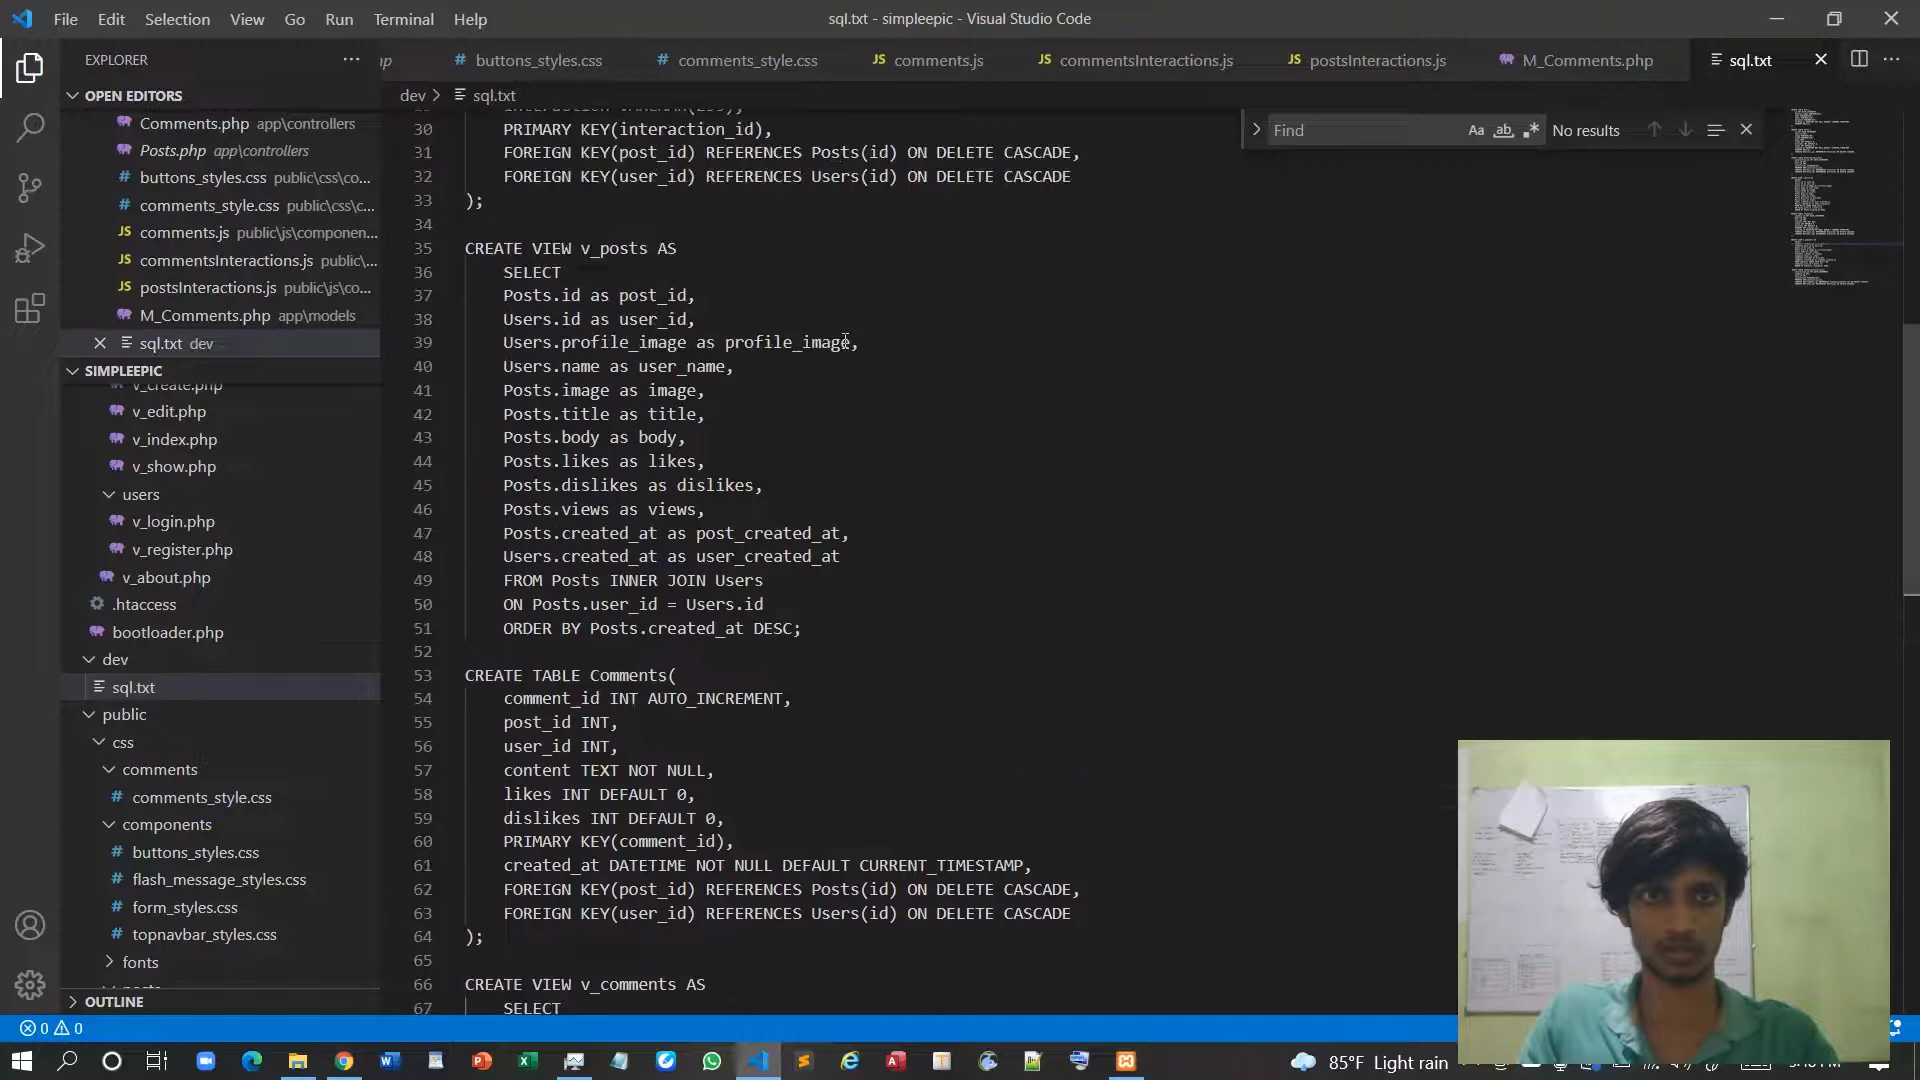 File Edit Selection View Go Run Terminal Help
sql.txt - simpleepic - Visual Studio Code
EXPLORER
buttons_styles.css
comments_style.css
comments.js
commentsInteractions.js
postsInteractions.js
M_Comments.php
sql.txt
OPEN EDITORS
Comments.php app\controllers
Posts.php app\controllers
buttons_styles.css public\css\co...
comments_style.css public\css\c...
comments.js public\js\componen...
commentsInteractions.js public\...
postsInteractions.js public\js\co...
M_Comments.php app\models
sql.txt dev
SIMPLEEPIC
v_create.php
v_edit.php
v_index.php
v_show.php
users
v_login.php
v_register.php
v_about.php
.htaccess
bootloader.php
dev
sql.txt
public
css
comments
comments_style.css
components
buttons_styles.css
flash_message_styles.css
form_styles.css
topnavbar_styles.css
fonts
OUTLINE
dev > sql.txt
Find
Aa ab .* No results
30 PRIMARY KEY(interaction_id),
31 FOREIGN KEY(post_id) REFERENCES Posts(id) ON DELETE CASCADE,
32 FOREIGN KEY(user_id) REFERENCES Users(id) ON DELETE CASCADE
33 );
34
35 CREATE VIEW v_posts AS
36 SELECT
37 Posts.id as post_id,
38 Users.id as user_id,
39 Users.profile_image as profile_image,
40 Users.name as user_name,
41 Posts.image as image,
42 Posts.title as title,
43 Posts.body as body,
44 Posts.likes as likes,
45 Posts.dislikes as dislikes,
46 Posts.views as views,
47 Posts.created_at as post_created_at,
48 Users.created_at as user_created_at
49 FROM Posts INNER JOIN Users
50 ON Posts.user_id = Users.id
51 ORDER BY Posts.created_at DESC;
52
53 CREATE TABLE Comments(
54 comment_id INT AUTO_INCREMENT,
55 post_id INT,
56 user_id INT,
57 content TEXT NOT NULL,
58 likes INT DEFAULT 0,
59 dislikes INT DEFAULT 0,
60 PRIMARY KEY(comment_id),
61 created_at DATETIME NOT NULL DEFAULT CURRENT_TIMESTAMP,
62 FOREIGN KEY(post_id) REFERENCES Posts(id) ON DELETE CASCADE,
63 FOREIGN KEY(user_id) REFERENCES Users(id) ON DELETE CASCADE
64 );
65
66 CREATE VIEW v_comments AS
67 SELECT
0 0
85°F Light rain